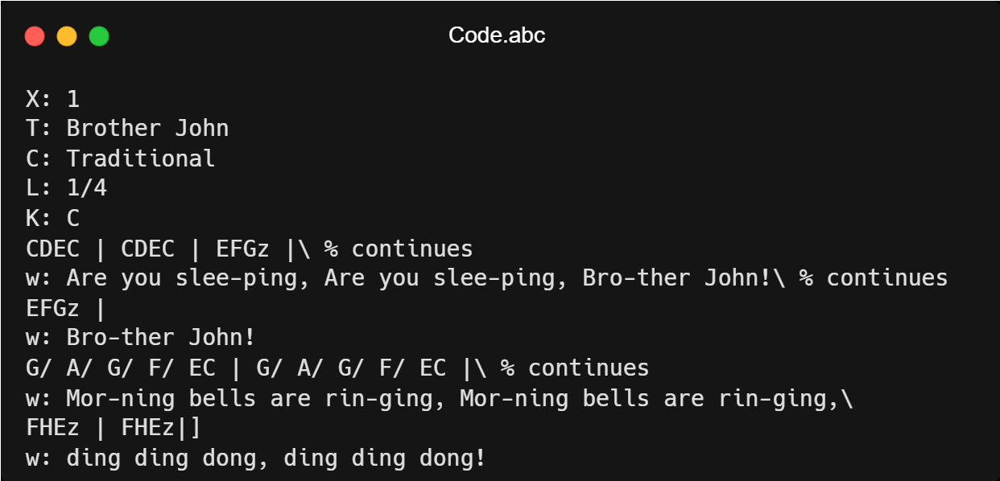 Code.abc
X: 1
T: Brother John
C: Traditional
L: 1/4
K: C
CDEC | CDEC | EFGz |\ % continues
w: Are you slee-ping, Are you slee-ping, Bro-ther John!\ % continues
EFGz |
w: Bro-ther John!
G/ A/ G/ F/ EC | G/ A/ G/ F/ EC |\ % continues
w: Mor-ning bells are rin-ging, Mor-ning bells are rin-ging,\
FHEz | FHEz|]
w: ding ding dong, ding ding dong!